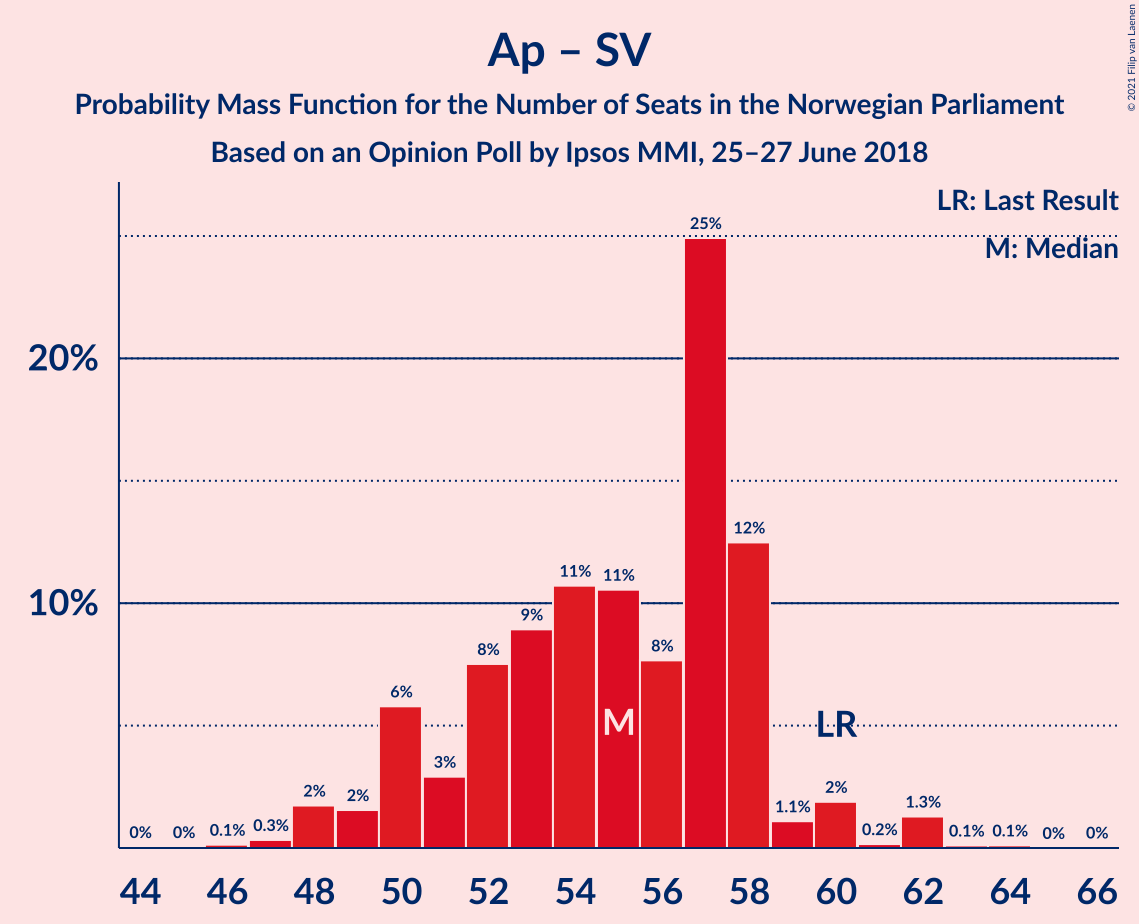 Ap – SV
Probability Mass Function for the Number of Seats in the Norwegian Parliament
Based on an Opinion Poll by Ipsos MMI, 25–27 June 2018
© 2021 Filip van Laenen
LR: Last Result
M: Median
20%
10%
0% 0% 0.1% 0.3% 2% 2% 6% 3% 8% 9% 11% 11% 8% 25% 12% 1.1% 2% 0.2% 1.3% 0.1% 0.1% 0% 0%
M LR
44 46 48 50 52 54 56 58 60 62 64 66